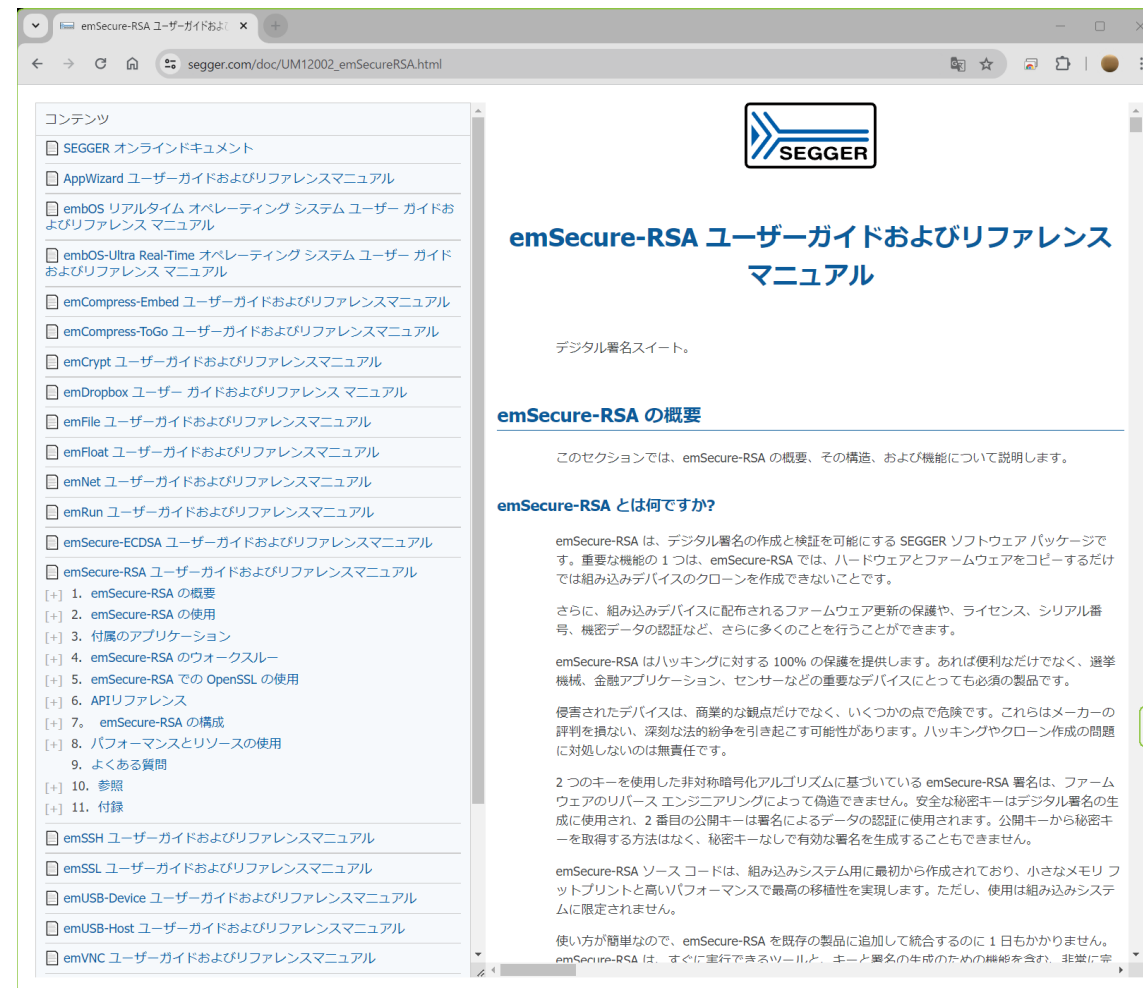 emSecure-RSA ユーザーガイドおよび
segger.com/doc/UM12002_emSecureRSA.html
コンテンツ
SEGGER オンラインドキュメント
AppWizard ユーザーガイドおよびリファレンスマニュアル
embOS リアルタイム オペレーティング システム ユーザー ガイドお
よびリファレンス マニュアル
embOS-Ultra Real-Time オペレーティング システム ユーザー ガイド
およびリファレンス マニュアル
emCompress-Embed ユーザーガイドおよびリファレンスマニュアル
emCompress-ToGo ユーザーガイドおよびリファレンスマニュアル
emCrypt ユーザーガイドおよびリファレンスマニュアル
emDropbox ユーザー ガイドおよびリファレンス マニュアル
emFile ユーザーガイドおよびリファレンスマニュアル
emFloat ユーザーガイドおよびリファレンスマニュアル
emNet ユーザーガイドおよびリファレンスマニュアル
emRun ユーザーガイドおよびリファレンスマニュアル
emSecure-ECDSA ユーザーガイドおよびリファレンスマニュアル
emSecure-RSA ユーザーガイドおよびリファレンスマニュアル
[+] 1. emSecure-RSA の概要
[+] 2. emSecure-RSA の使用
[+] 3. 付属のアプリケーション
[+] 4. emSecure-RSA のウォークスルー
[+] 5. emSecure-RSA での OpenSSL の使用
[+] 6. APIリファレンス
[+] 7。 emSecure-RSA の構成
[+] 8. パフォーマンスとリソースの使用
9. よくある質問
[+] 10. 参照
[+] 11. 付録
emSSH ユーザーガイドおよびリファレンスマニュアル
emSSL ユーザーガイドおよびリファレンスマニュアル
emUSB-Device ユーザーガイドおよびリファレンスマニュアル
emUSB-Host ユーザーガイドおよびリファレンスマニュアル
emVNC ユーザーガイドおよびリファレンスマニュアル
SEGGER
emSecure-RSA ユーザーガイドおよびリファレンス
マニュアル
デジタル署名スイート。
emSecure-RSA の概要
このセクションでは、emSecure-RSA の概要、その構造、および機能について説明します。
emSecure-RSA とは何ですか?
emSecure-RSA は、デジタル署名の作成と検証を可能にする SEGGER ソフトウェア パッケージで
す。重要な機能の 1 つは、emSecure-RSA では、ハードウェアとファームウェアをコピーするだけ
では組み込みデバイスのクローンを作成できないことです。
さらに、組み込みデバイスに配布されるファームウェア更新の保護や、ライセンス、シリアル番
号、機密データの認証など、さらに多くのことを行うことができます。
emSecure-RSA はハッキングに対する 100% の保護を提供します。あれば便利なだけでなく、選挙
機械、金融アプリケーション、センサーなどの重要なデバイスにとっても必須の製品です。
侵害されたデバイスは、商業的な観点だけでなく、いくつかの点で危険です。これらはメーカーの
評判を損ない、深刻な法的紛争を引き起こす可能性があります。ハッキングやクローン作成の問題
に対処しないのは無責任です。
2 つのキーを使用した非対称暗号化アルゴリズムに基づいている emSecure-RSA 署名は、ファーム
ウェアのリバース エンジニアリングによって偽造できません。安全な秘密キーはデジタル署名の生
成に使用され、2 番目の公開キーは署名によるデータの認証に使用されます。公開キーから秘密キ
ーを取得する方法はなく、秘密キーなしで有効な署名を生成することもできません。
emSecure-RSA ソース コードは、組み込みシステム用に最初から作成されており、小さなメモリ フ
ットプリントと高いパフォーマンスで最高の移植性を実現します。ただし、使用は組み込みシステ
ムに限定されません。
使い方が簡単なので、emSecure-RSA を既存の製品に追加して統合するのに 1 日もかかりません。
emSecure-RSA は、すぐに実行できるツールと、キーと署名の生成のための機能を含む、非常に完